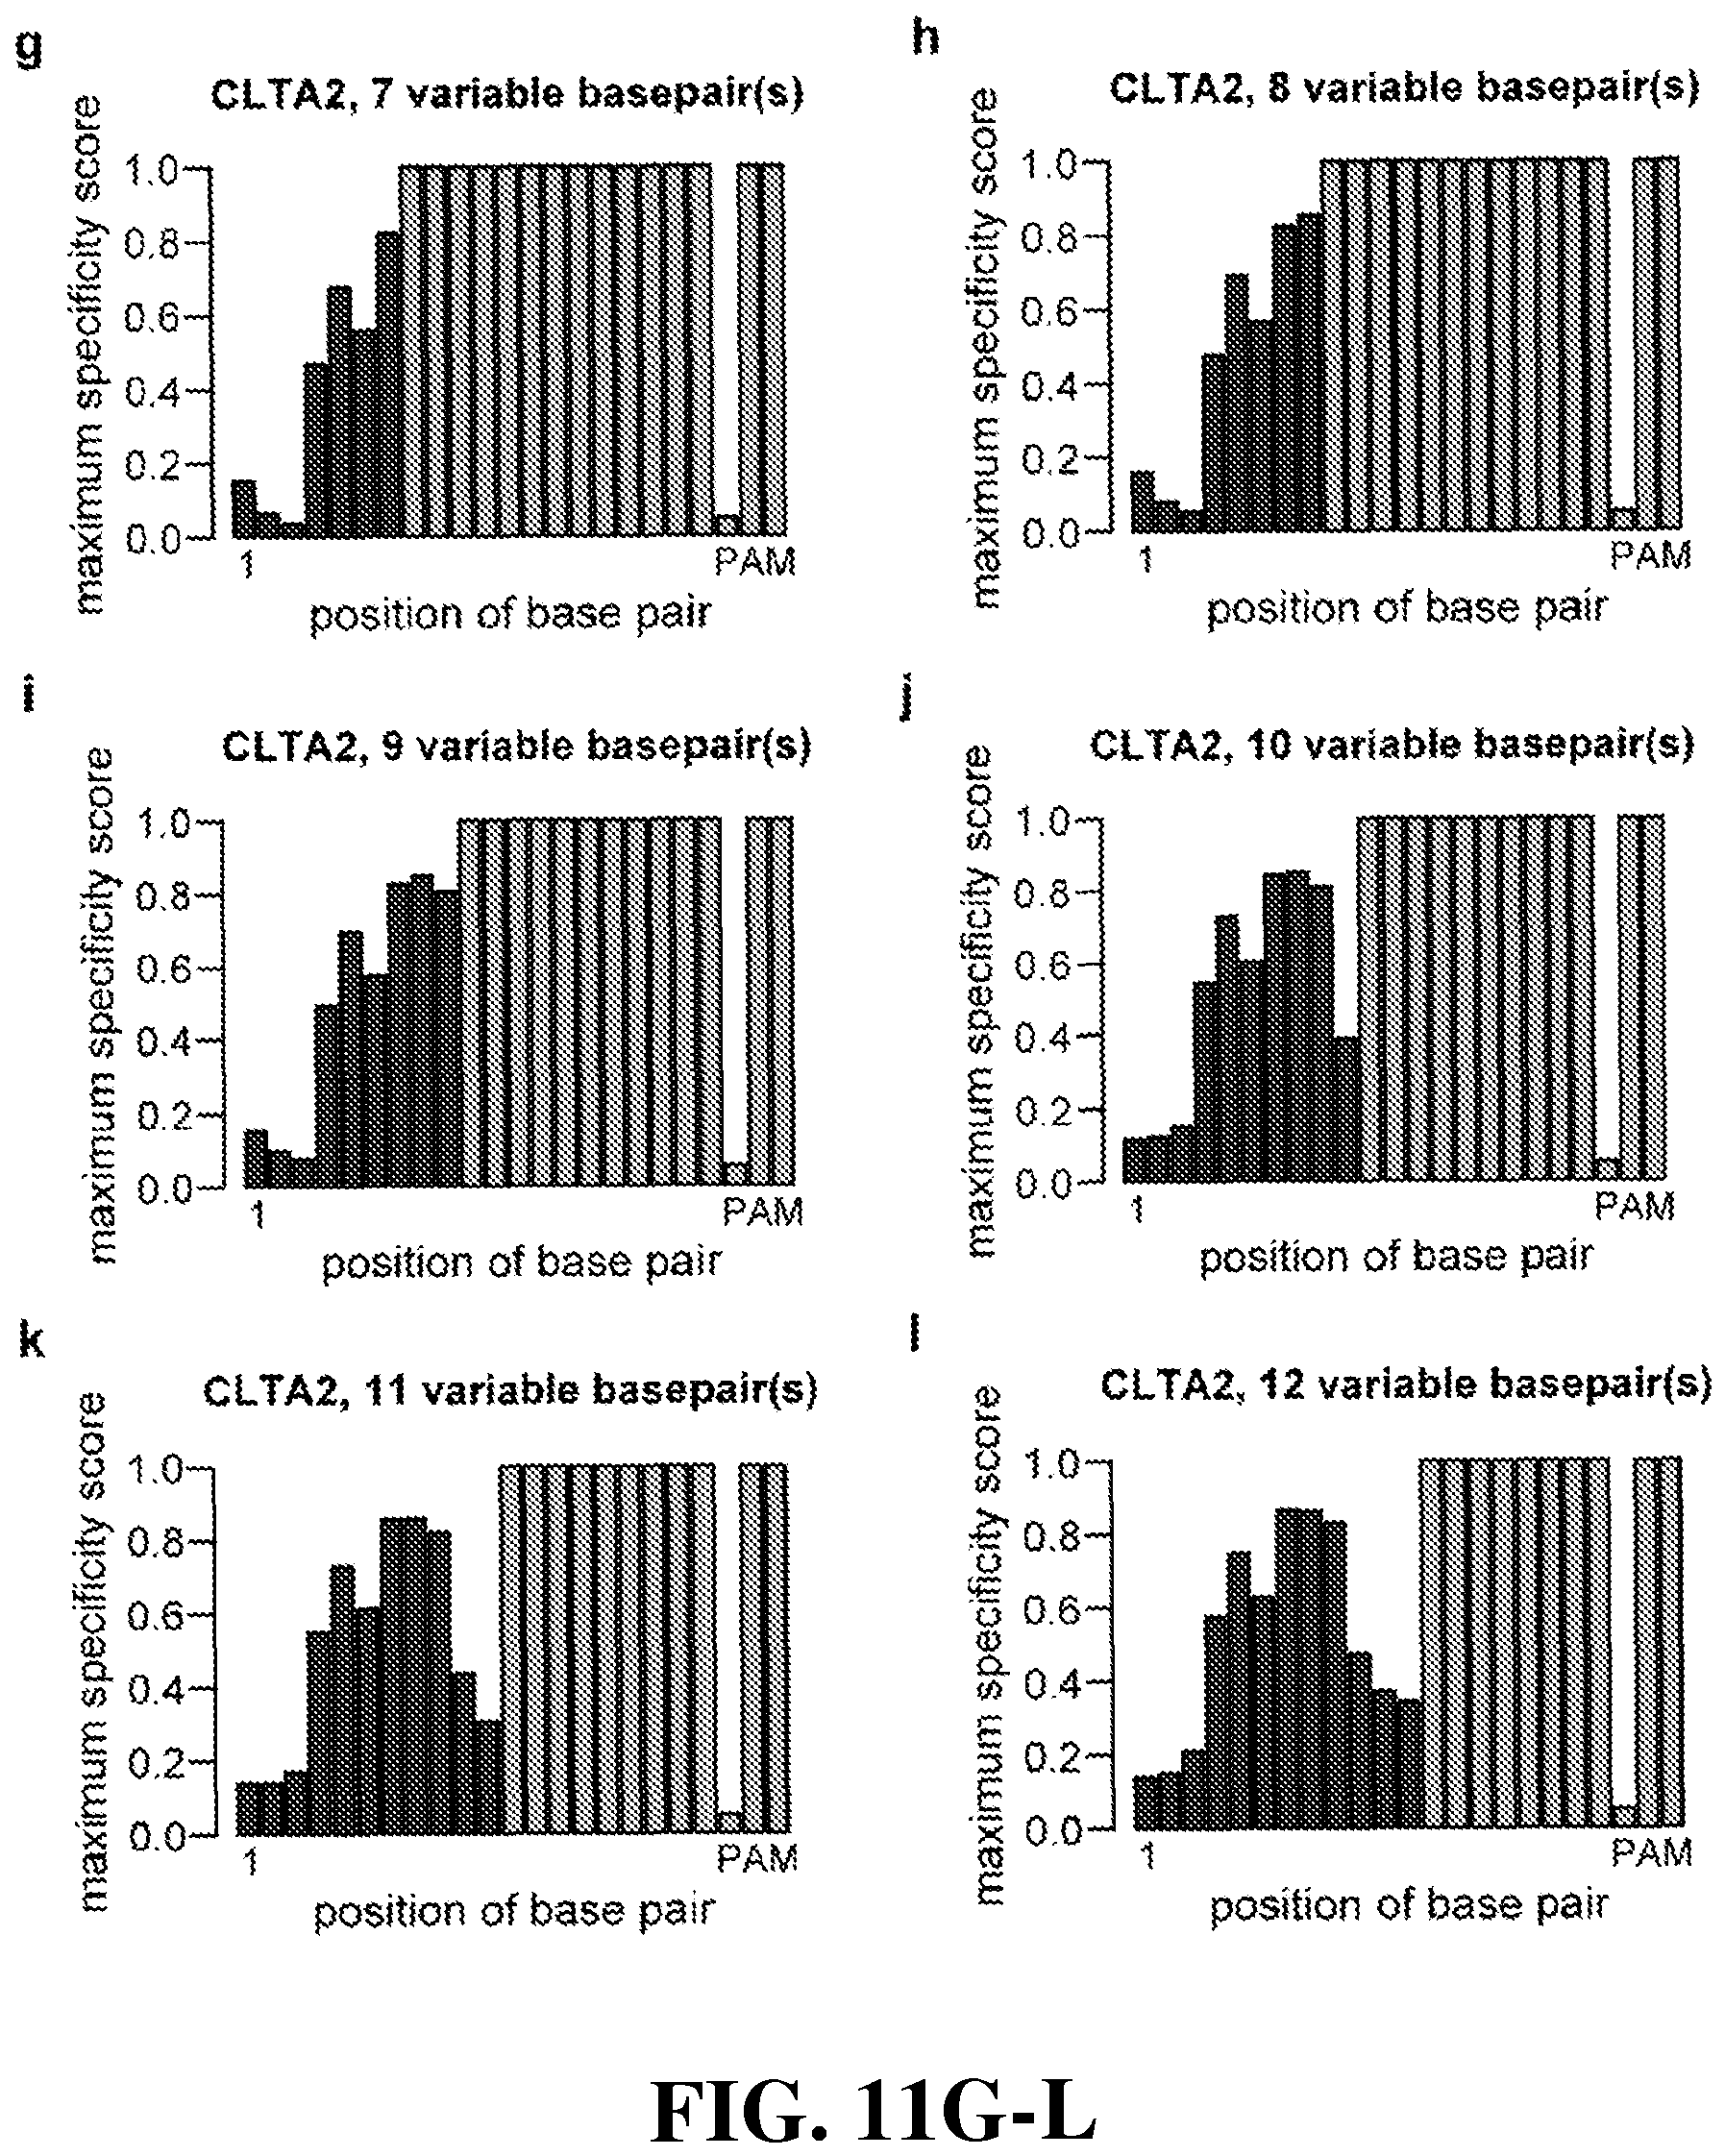 g
CLTA2, 7 variable basepair(s)
maximum specificity score
1.0
0.8
0.6
0.4
0.2
0.0
1
PAM
position of base pair
h
CLTA2, 8 variable basepair(s)
maximum specificity score
1.0
0.8
0.6
0.4
0.2
0.0
1
PAM
position of base pair
i
CLTA2, 9 variable basepair(s)
maximum specificity score
1.0
0.8
0.6
0.4
0.2
0.0
1
PAM
position of base pair
j
CLTA2, 10 variable basepair(s)
maximum specificity score
1.0
0.8
0.6
0.4
0.2
0.0
1
PAM
position of base pair
k
CLTA2, 11 variable basepair(s)
maximum specificity score
1.0
0.8
0.6
0.4
0.2
0.0
1
PAM
position of base pair
l
CLTA2, 12 variable basepair(s)
maximum specificity score
1.0
0.8
0.6
0.4
0.2
0.0
1
PAM
position of base pair
FIG. 11G-L